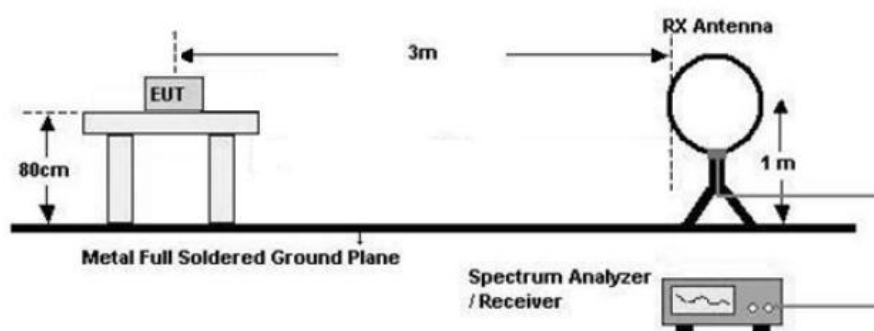 RX Antenna
3m
EUT
80cm
1 m
Metal Full Soldered Ground Plane
Spectrum Analyzer
/ Receiver